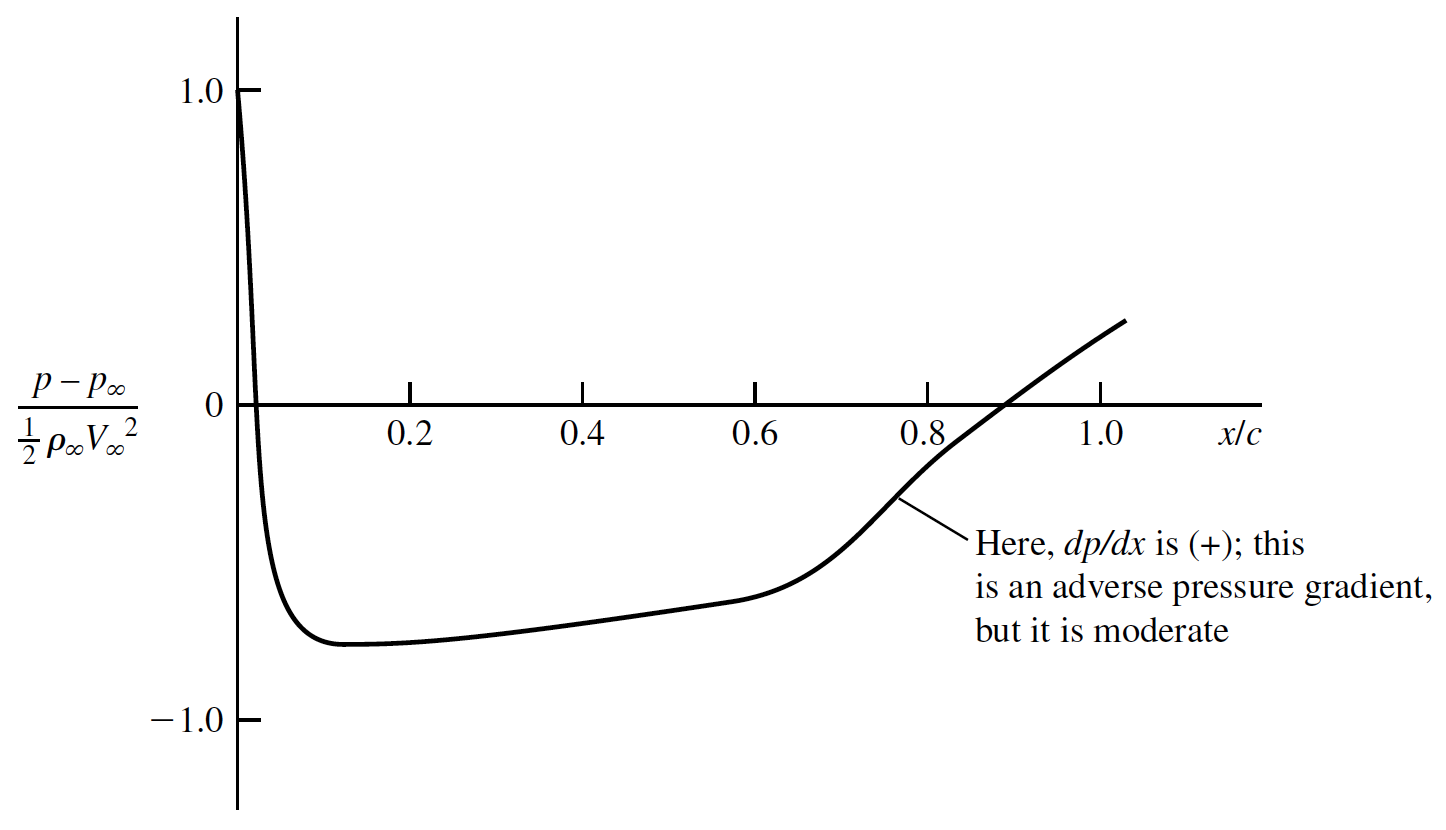 1.0
p – p∞
0
1/2 ρ∞V∞²
0.2 0.4 0.6 0.8 1.0 x/c
Here, dp/dx is (+); this
is an adverse pressure gradient,
but it is moderate
−1.0